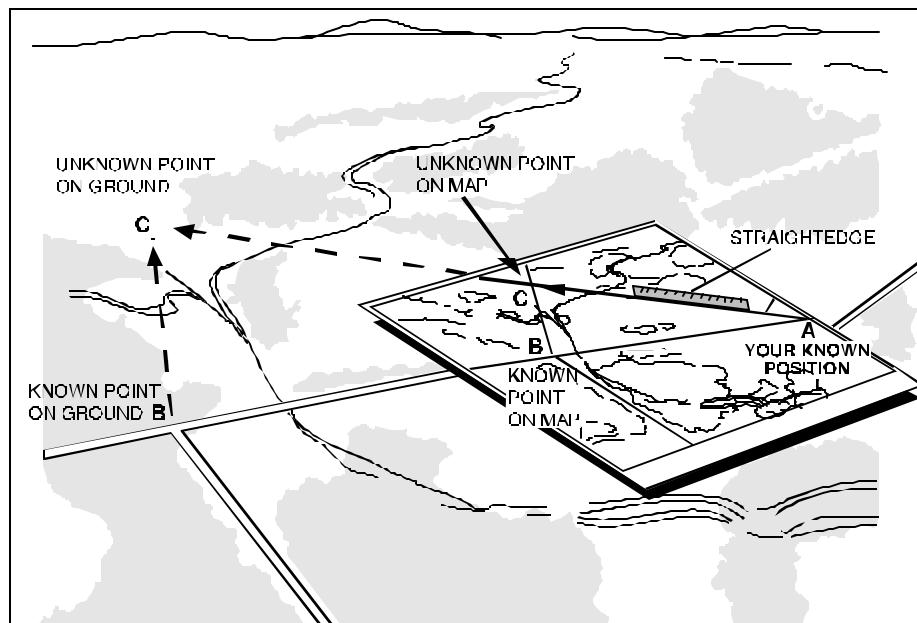 UNKNOWN POINT
ON GROUND
C
UNKNOWN POINT
ON MAP
STRAIGHTEDGE
C
A
YOUR KNOWN
POSITION
B
KNOWN
POINT
ON MAP
KNOWN POINT
ON GROUND B